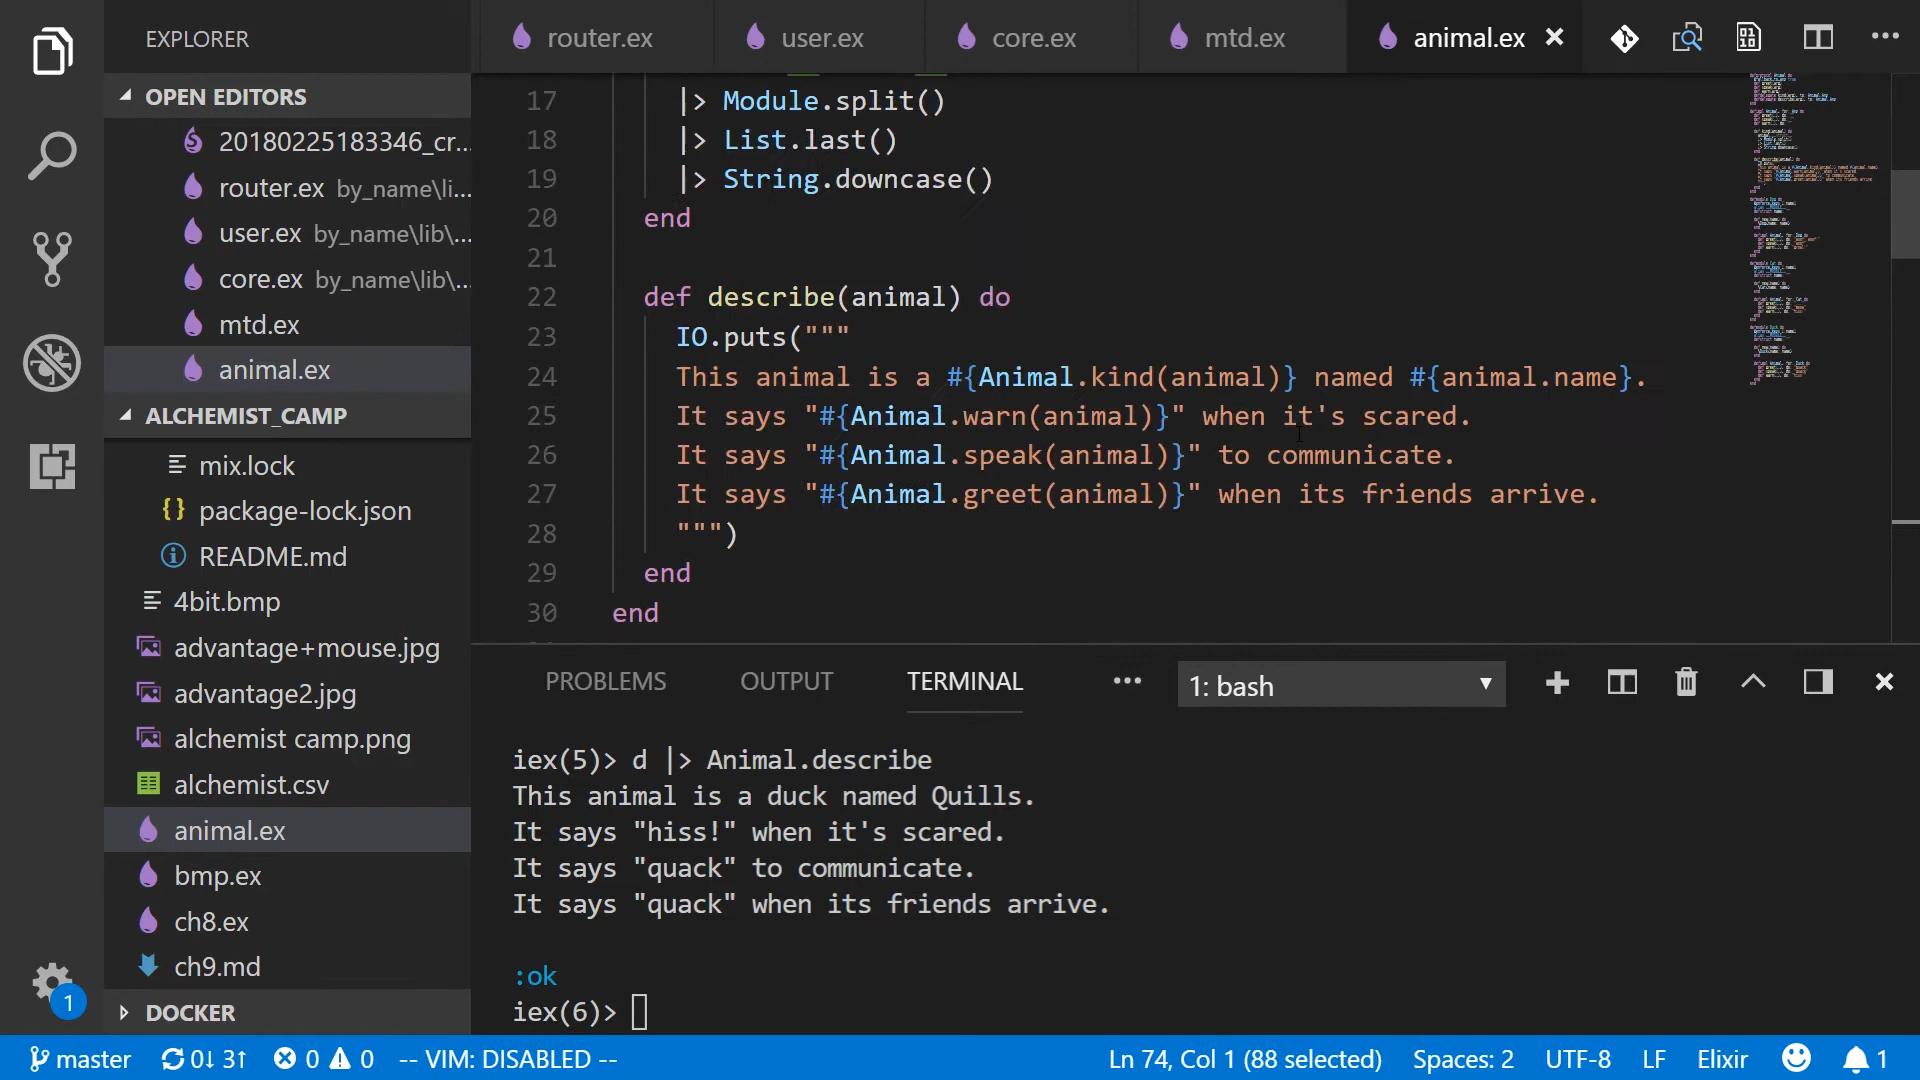 EXPLORER
OPEN EDITORS
20180225183346_cr...
router.ex by_name\li...
user.ex by_name\lib\...
core.ex by_name\lib\...
mtd.ex
animal.ex
ALCHEMIST_CAMP
mix.lock
{} package-lock.json
README.md
4bit.bmp
advantage+mouse.jpg
advantage2.jpg
alchemist camp.png
alchemist.csv
animal.ex
bmp.ex
ch8.ex
ch9.md
DOCKER
1
router.ex user.ex core.ex mtd.ex animal.ex
17 |> Module.split()
18 |> List.last()
19 |> String.downcase()
20 end
21
22 def describe(animal) do
23 IO.puts("""
24 This animal is a #{Animal.kind(animal)} named #{animal.name}.
25 It says "#{Animal.warn(animal)}" when it's scared.
26 It says "#{Animal.speak(animal)}" to communicate.
27 It says "#{Animal.greet(animal)}" when its friends arrive.
28 """)
29 end
30 end
PROBLEMS OUTPUT TERMINAL ... 1: bash
iex(5)> d |> Animal.describe
This animal is a duck named Quills.
It says "hiss!" when it's scared.
It says "quack" to communicate.
It says "quack" when its friends arrive.
:ok
iex(6)>
master 0↓ 3↑ 0 0 -- VIM: DISABLED -- Ln 74, Col 1 (88 selected) Spaces: 2 UTF-8 LF Elixir 1